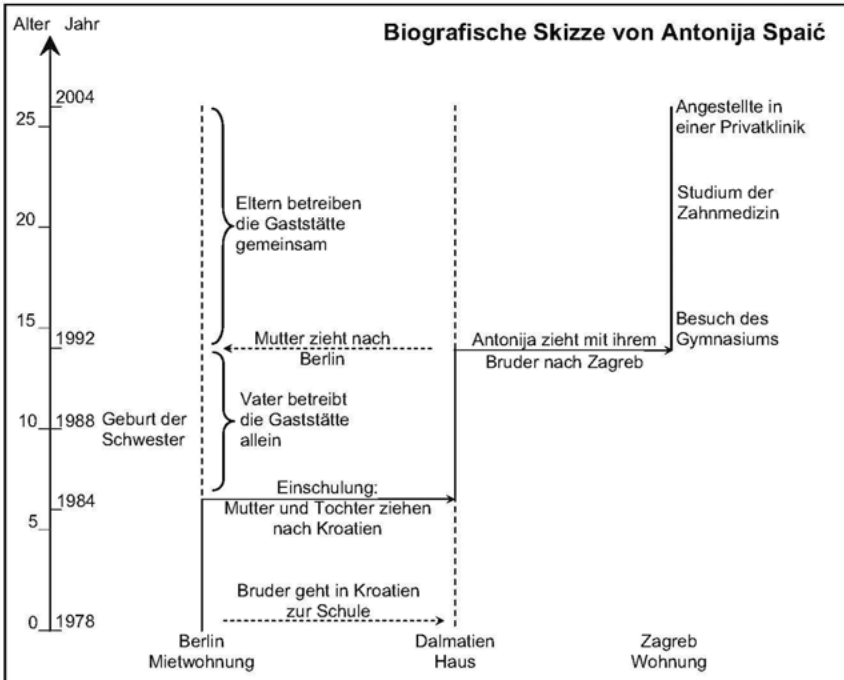 Alter Jahr
Biografische Skizze von Antonija Spaić
2004
25
Angestellte in
einer Privatklinik
Eltern betreiben
die Gaststätte
gemeinsam
20
Studium der
Zahnmedizin
15
1992
Mutter zieht nach
Berlin
Antonija zieht mit ihrem
Bruder nach Zagreb
Besuch des
Gymnasiums
Vater betreibt
die Gaststätte
allein
10
1988
Geburt der
Schwester
Einschulung:
Mutter und Tochter ziehen
nach Kroatien
1984
5
Bruder geht in Kroatien
zur Schule
0
1978
Berlin
Mietwohnung
Dalmatien
Haus
Zagreb
Wohnung